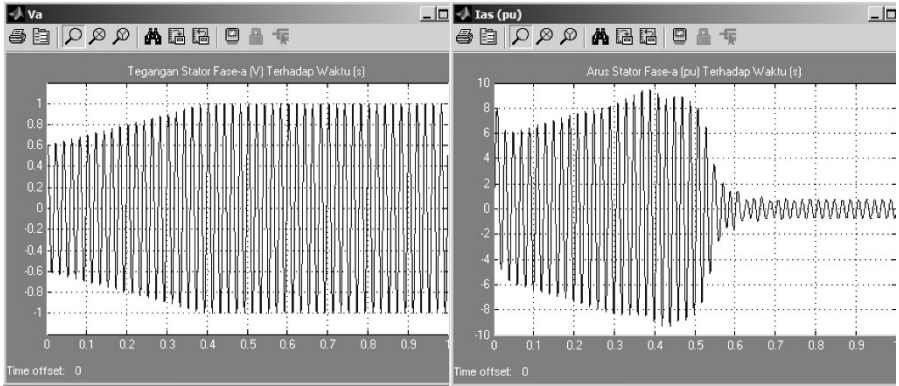 Va
Tegangan Stator Fase-a (V) Terhadap Waktu (s)
1
0.8
0.6
0.4
0.2
0
-0.2
-0.4
-0.6
-0.8
-1
0 0.1 0.2 0.3 0.4 0.5 0.6 0.7 0.8 0.9 1
Time offset: 0
Ias (pu)
Arus Stator Fase-a (pu) Terhadap Waktu (s)
10
8
6
4
2
0
-2
-4
-6
-8
-10
0 0.1 0.2 0.3 0.4 0.5 0.6 0.7 0.8 0.9
Time offset: 0